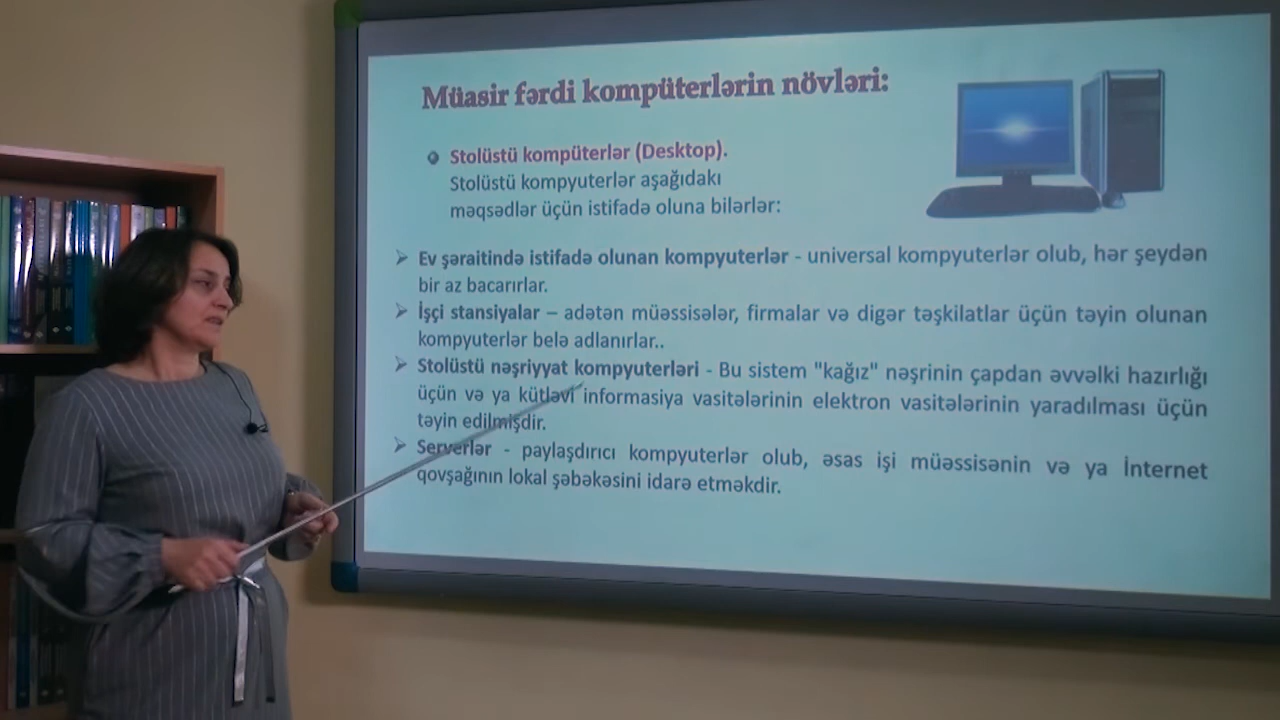 Müasir fərdi kompüterlərin növləri:
Stolüstü kompüterlər (Desktop).
Stolüstü kompyuterlər aşağıdakı
məqsədlər üçün istifadə oluna bilərlər:
Ev şəraitində istifadə olunan kompyuterlər - universal kompyuterlər olub, hər şeydən
bir az bacarırlar.
İşçi stansiyalar – adətən müəssisələr, firmalar və digər təşkilatlar üçün təyin olunan
kompyuterlər belə adlanırlar..
Stolüstü nəşriyyat kompyuterləri - Bu sistem "kağız" nəşrinin çapdan əvvəlki hazırlığı
üçün və ya kütləvi informasiya vasitələrinin elektron vasitələrinin yaradılması üçün
təyin edilmişdir.
Serverlər - paylaşdırıcı kompyuterlər olub, əsas işi müəssisənin və ya İnternet
qovşağının lokal şəbəkəsini idarə etməkdir.